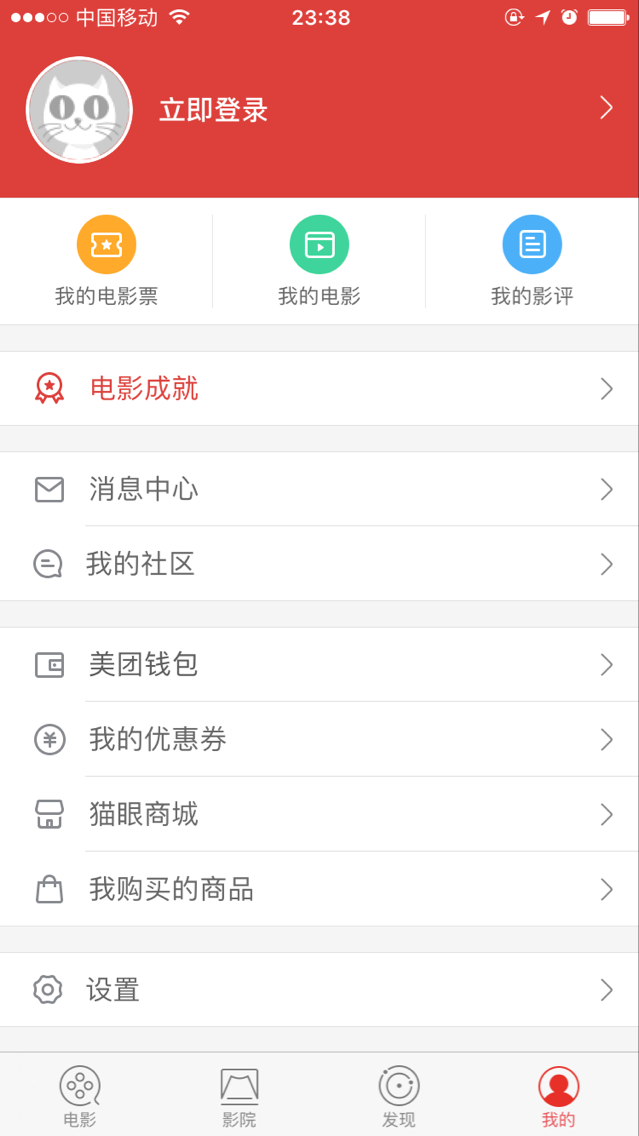 中国移动 23:38
立即登录
我的电影票 我的电影 我的影评
电影成就
消息中心
我的社区
美团钱包
我的优惠券
猫眼商城
我购买的商品
设置
电影 影院 发现 我的